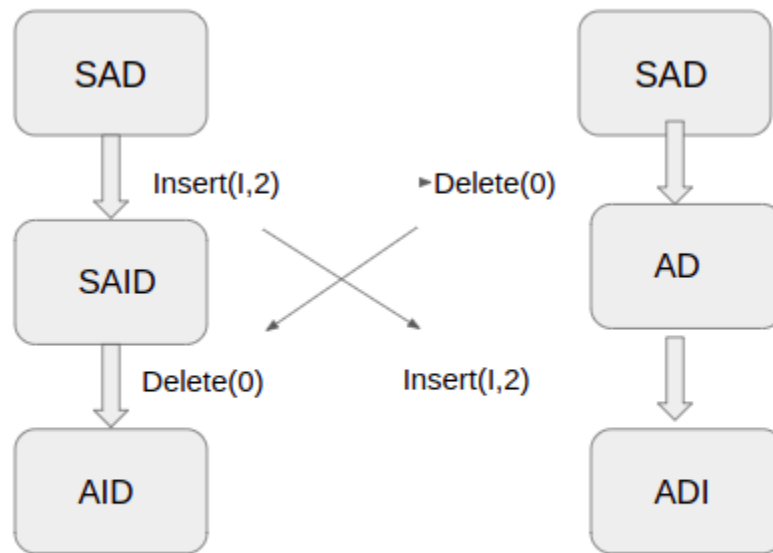 SAD
SAD
Insert(I,2)
Delete(0)
SAID
AD
Delete(0)
Insert(I,2)
AID
ADI